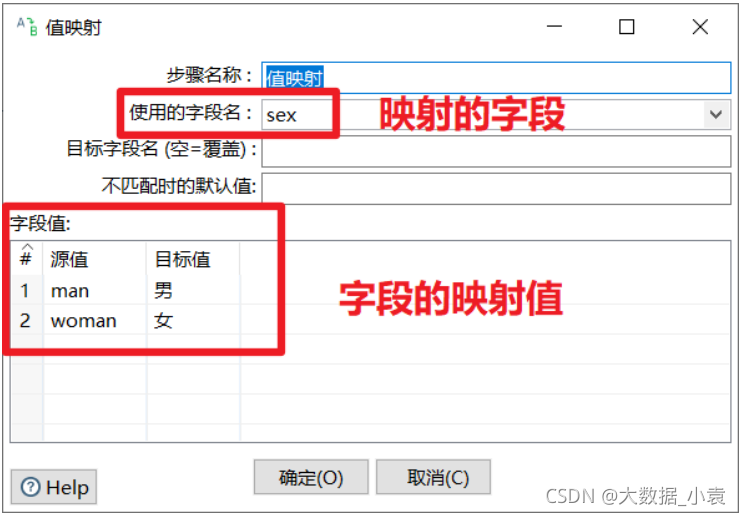 值映射
步骤名称 : 值映射
使用的字段名 : sex 映射的字段
目标字段名 (空=覆盖) :
不匹配时的默认值:
字段值:
# 源值 目标值
1 man 男
2 woman 女
字段的映射值
Help 确定(O) 取消(C)
CSDN @大数据_小袁